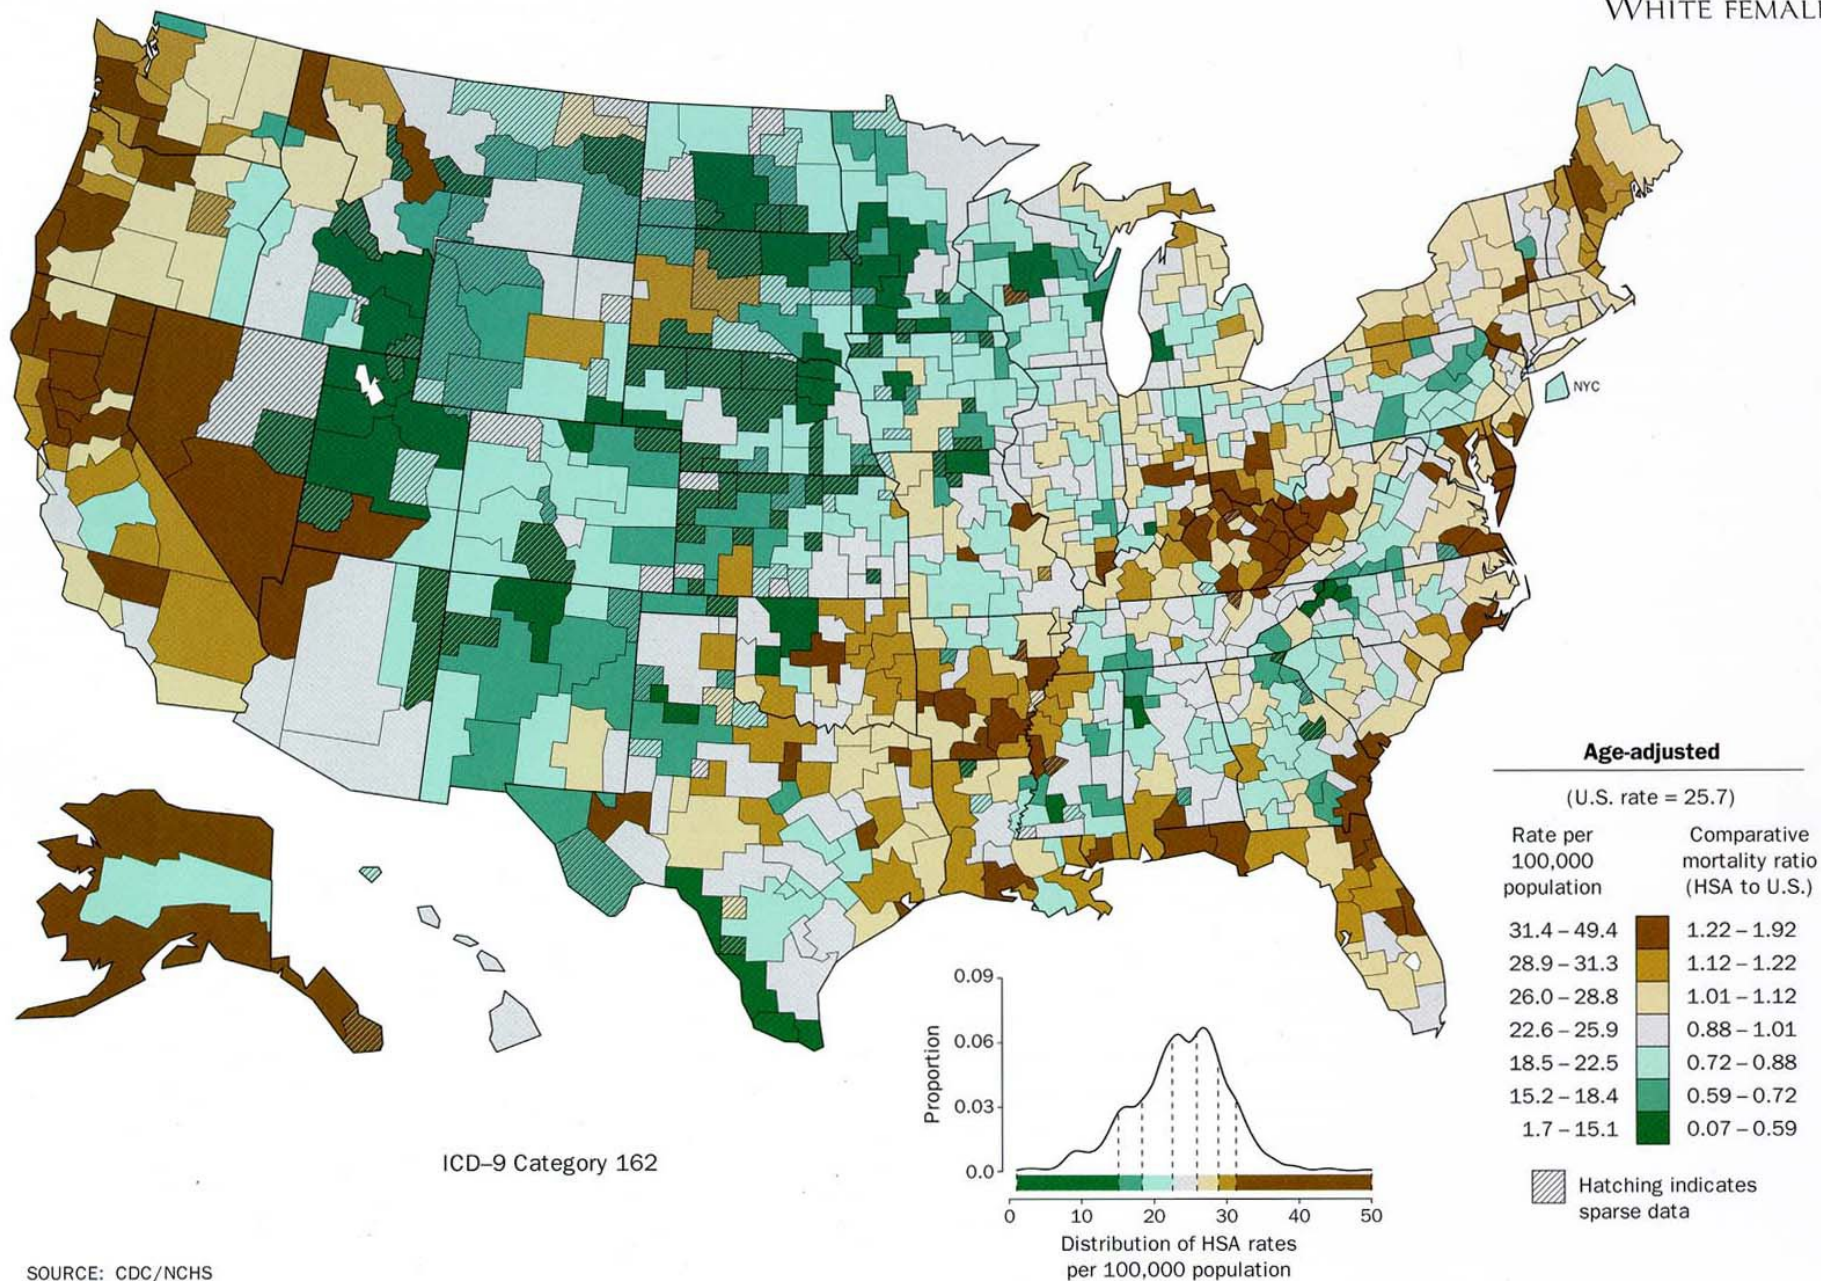 WHITE FEMALE
NYC
Age-adjusted
(U.S. rate = 25.7)
Rate per
100,000
population
Comparative
mortality ratio
(HSA to U.S.)
31.4 – 49.4 1.22 – 1.92
28.9 – 31.3 1.12 – 1.22
26.0 – 28.8 1.01 – 1.12
22.6 – 25.9 0.88 – 1.01
18.5 – 22.5 0.72 – 0.88
15.2 – 18.4 0.59 – 0.72
1.7 – 15.1 0.07 – 0.59
Hatching indicates
sparse data
0.09
0.06
0.03
0.0
Proportion
0 10 20 30 40 50
Distribution of HSA rates
per 100,000 population
ICD–9 Category 162
SOURCE: CDC/NCHS